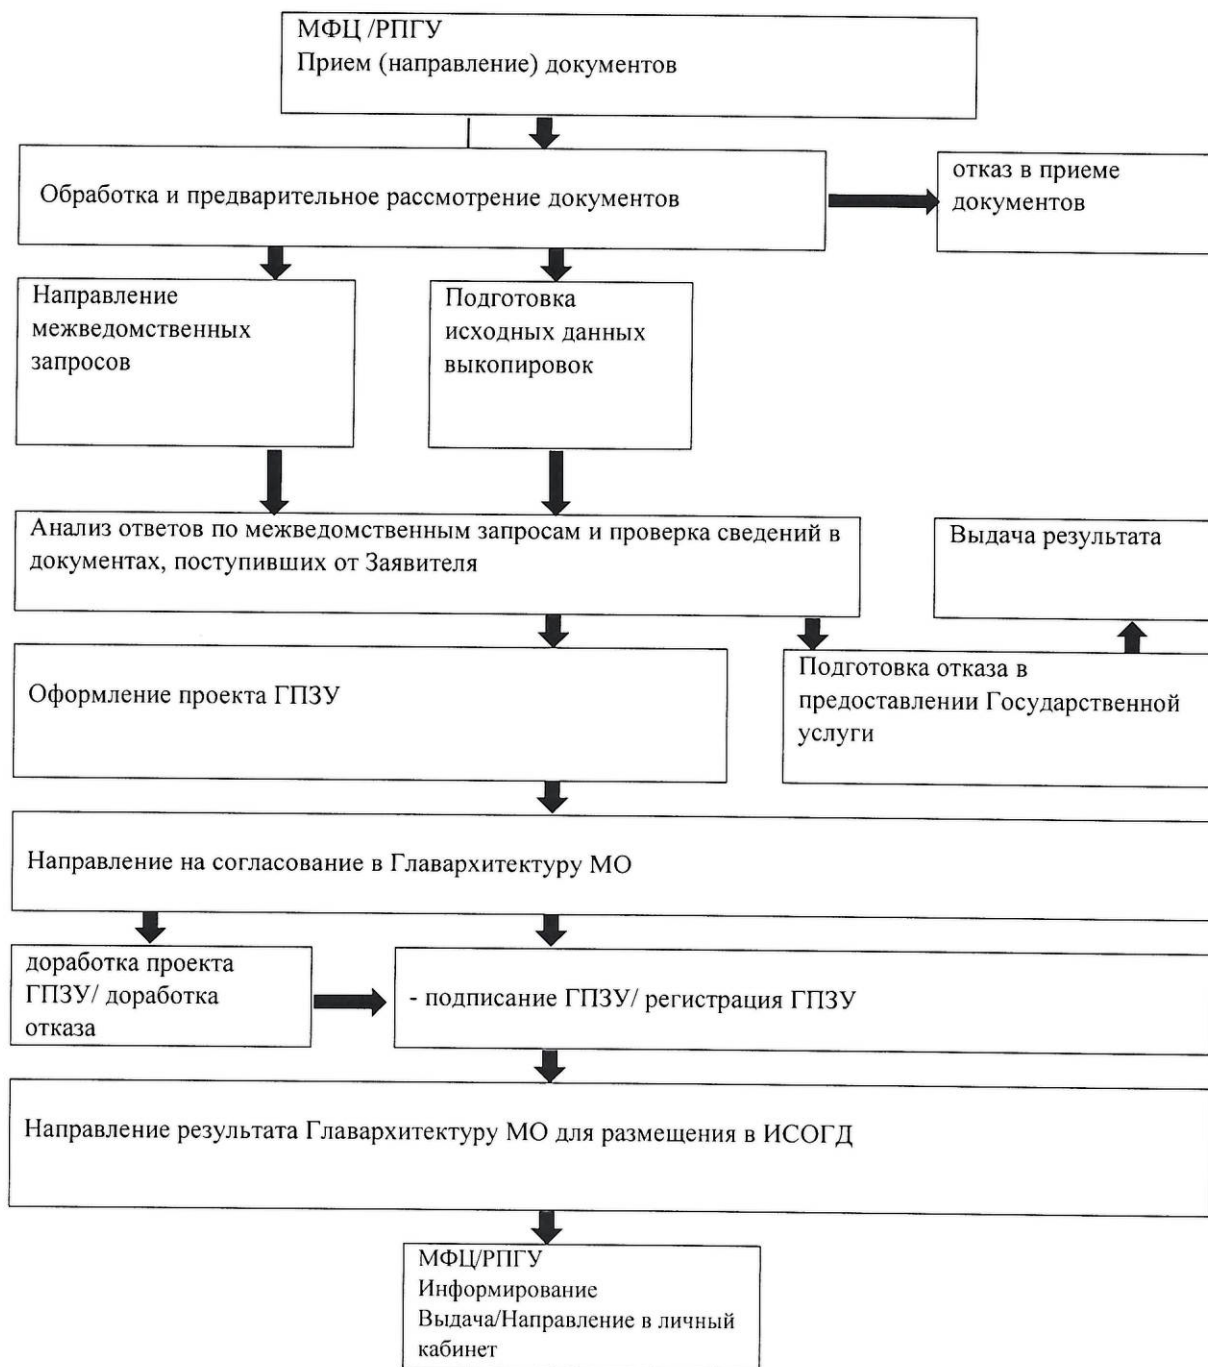 МФЦ /РПГУ
Прием (направление) документов
Обработка и предварительное рассмотрение документов
отказ в приеме
документов
Направление
межведомственных
запросов
Подготовка
исходных данных
выкопировок
Анализ ответов по межведомственным запросам и проверка сведений в
документах, поступивших от Заявителя
Выдача результата
Оформление проекта ГПЗУ
Подготовка отказа в
предоставлении Государственной
услуги
Направление на согласование в Главархитектуру МО
доработка проекта
ГПЗУ/ доработка
отказа
- подписание ГПЗУ/ регистрация ГПЗУ
Направление результата Главархитектуру МО для размещения в ИСОГД
МФЦ/РПГУ
Информирование
Выдача/Направление в личный
кабинет